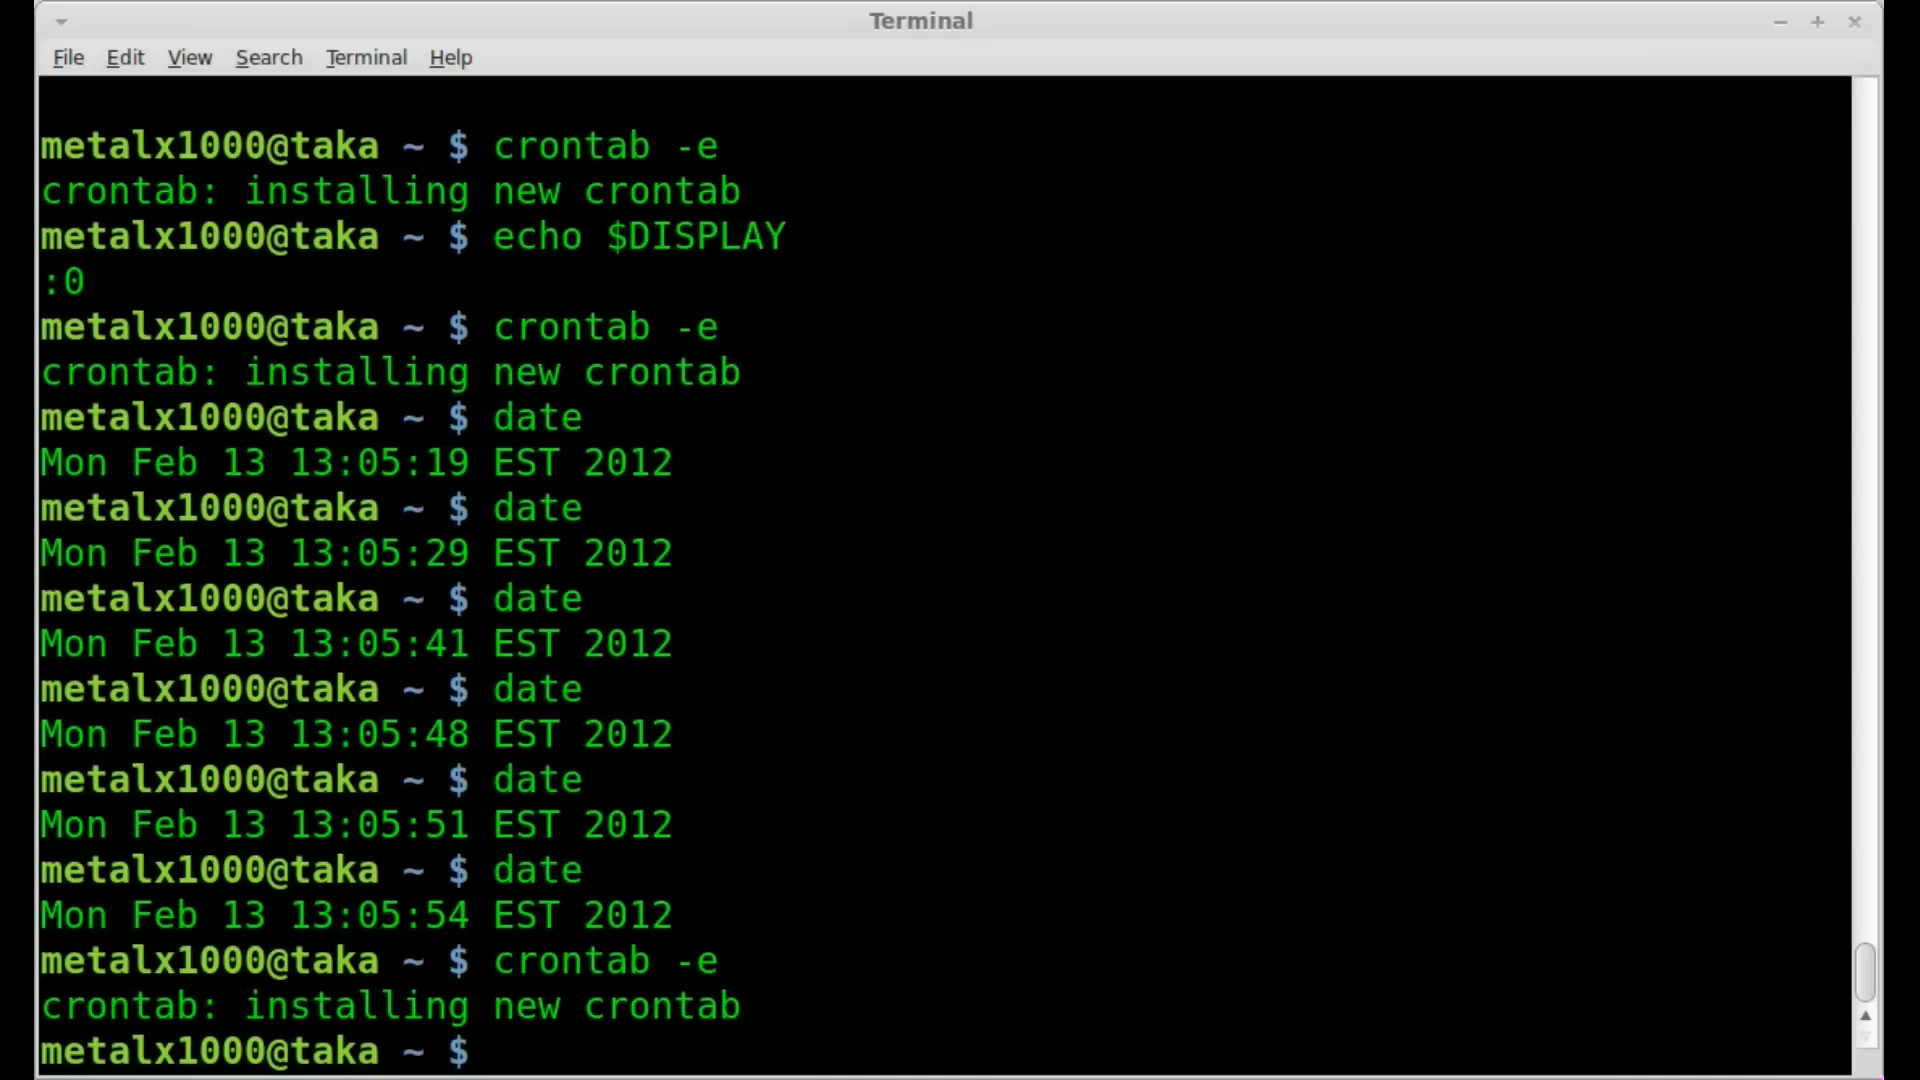 Terminal
File Edit View Search Terminal Help
metalx1000@taka ~ $ crontab -e
crontab: installing new crontab
metalx1000@taka ~ $ echo $DISPLAY
:0
metalx1000@taka ~ $ crontab -e
crontab: installing new crontab
metalx1000@taka ~ $ date
Mon Feb 13 13:05:19 EST 2012
metalx1000@taka ~ $ date
Mon Feb 13 13:05:29 EST 2012
metalx1000@taka ~ $ date
Mon Feb 13 13:05:41 EST 2012
metalx1000@taka ~ $ date
Mon Feb 13 13:05:48 EST 2012
metalx1000@taka ~ $ date
Mon Feb 13 13:05:51 EST 2012
metalx1000@taka ~ $ date
Mon Feb 13 13:05:54 EST 2012
metalx1000@taka ~ $ crontab -e
crontab: installing new crontab
metalx1000@taka ~ $